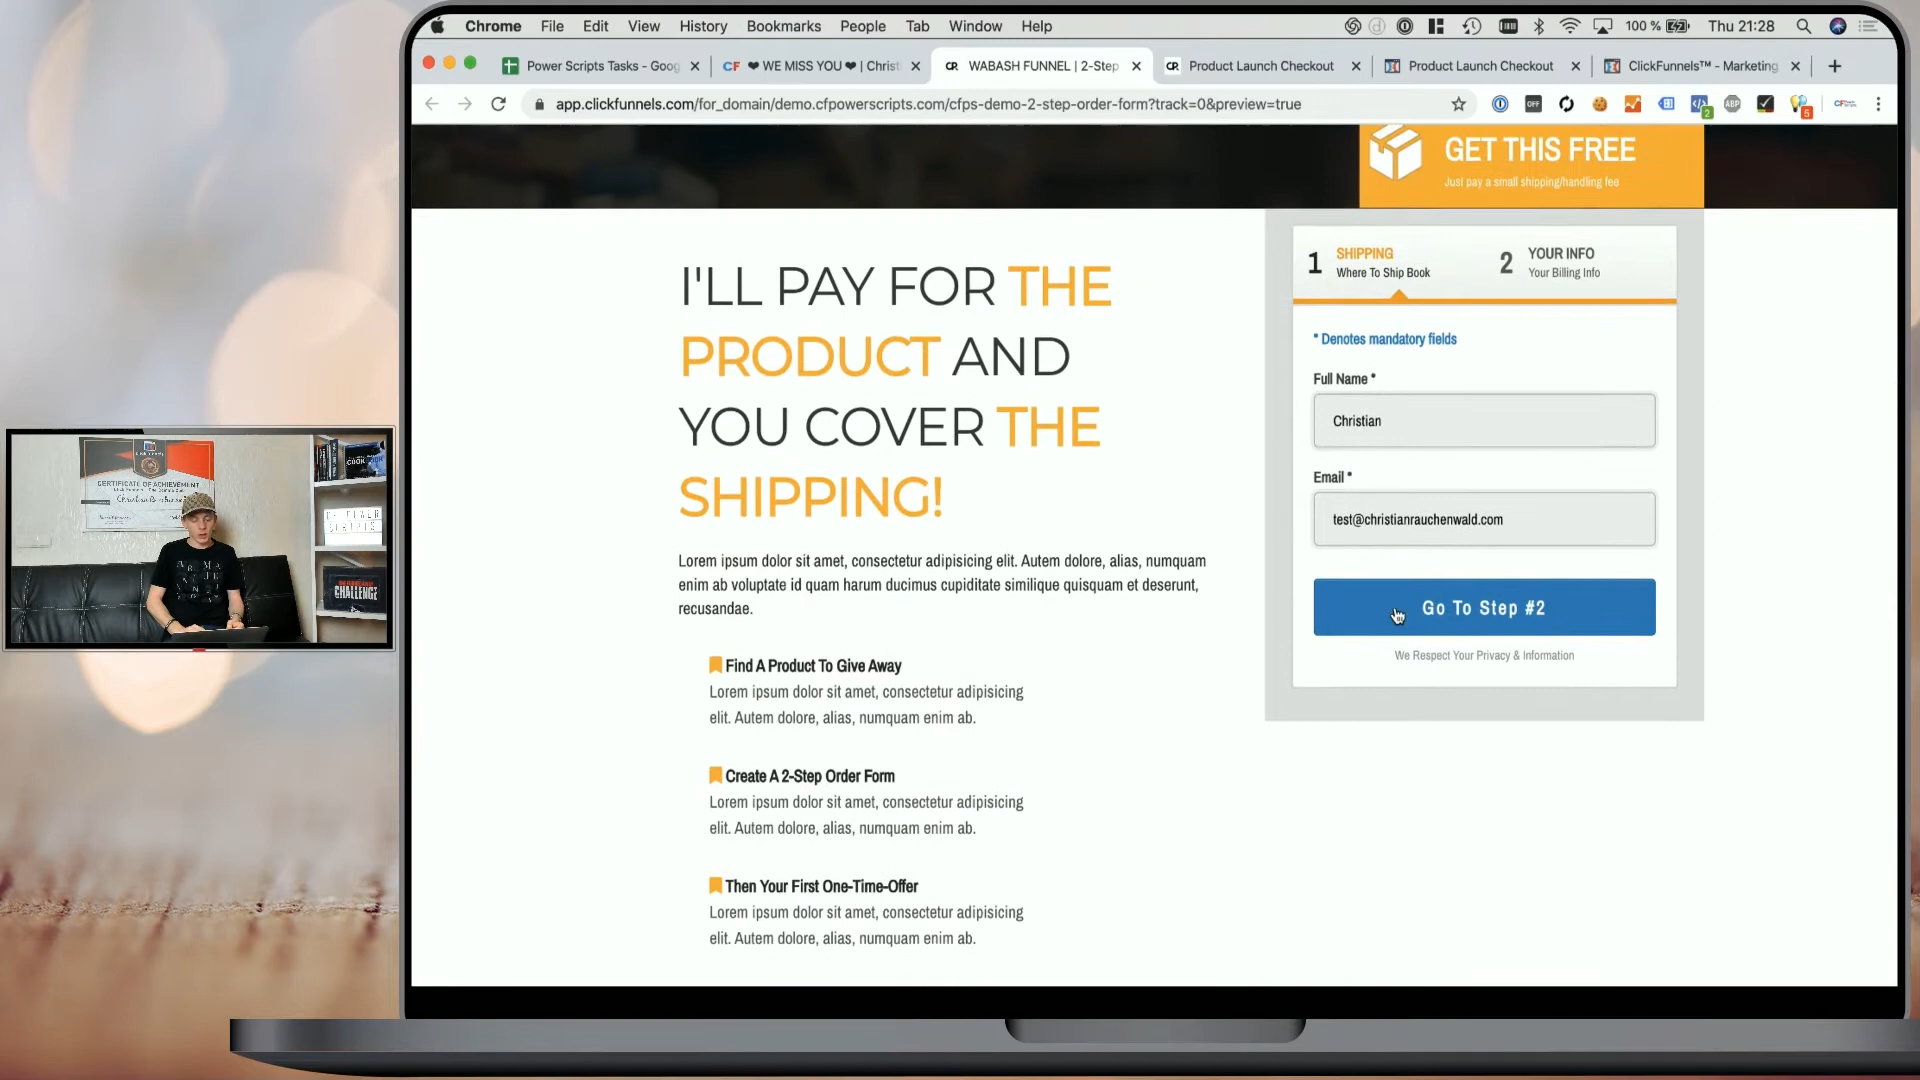 Chrome File Edit View History Bookmarks People Tab Window Help 100 % Thu 21:28
Power Scripts Tasks - Goog CF ❤ WE MISS YOU ❤ | Christ CR WABASH FUNNEL | 2-Step CR Product Launch Checkout Product Launch Checkout ClickFunnels™ - Marketing
app.clickfunnels.com/for_domain/demo.cfpowerscripts.com/cfps-demo-2-step-order-form?track=0&preview=true OFF 2 ABP 5
GET THIS FREE
Just pay a small shipping/handling fee
1 SHIPPING
Where To Ship Book
2 YOUR INFO
Your Billing Info
* Denotes mandatory fields
Full Name *
Christian
Email *
test@christianrauchenwald.com
Go To Step #2
We Respect Your Privacy & Information
I'LL PAY FOR THE
PRODUCT AND
YOU COVER THE
SHIPPING!
Lorem ipsum dolor sit amet, consectetur adipisicing elit. Autem dolore, alias, numquam
enim ab voluptate id quam harum ducimus cupiditate similique quisquam et deserunt,
recusandae.
Find A Product To Give Away
Lorem ipsum dolor sit amet, consectetur adipisicing
elit. Autem dolore, alias, numquam enim ab.
Create A 2-Step Order Form
Lorem ipsum dolor sit amet, consectetur adipisicing
elit. Autem dolore, alias, numquam enim ab.
Then Your First One-Time-Offer
Lorem ipsum dolor sit amet, consectetur adipisicing
elit. Autem dolore, alias, numquam enim ab.
CERTIFICATE OF ACHIEVEMENT
COOK
CHALLENGE